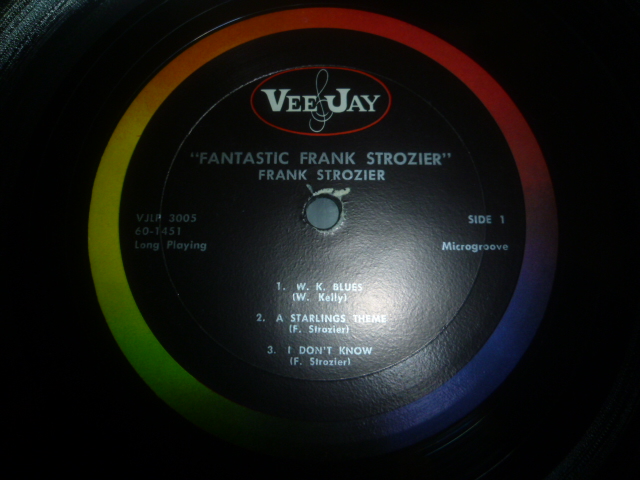 VEE JAY
"FANTASTIC FRANK STROZIER"
FRANK STROZIER
VJLP 3005
60-1451
Long Playing
SIDE 1
Microgroove
1. W. K. BLUES
(W. Kelly)
2. A STARLINGS THEME
(F. Strozier)
3. I DON'T KNOW
(F. Strozier)